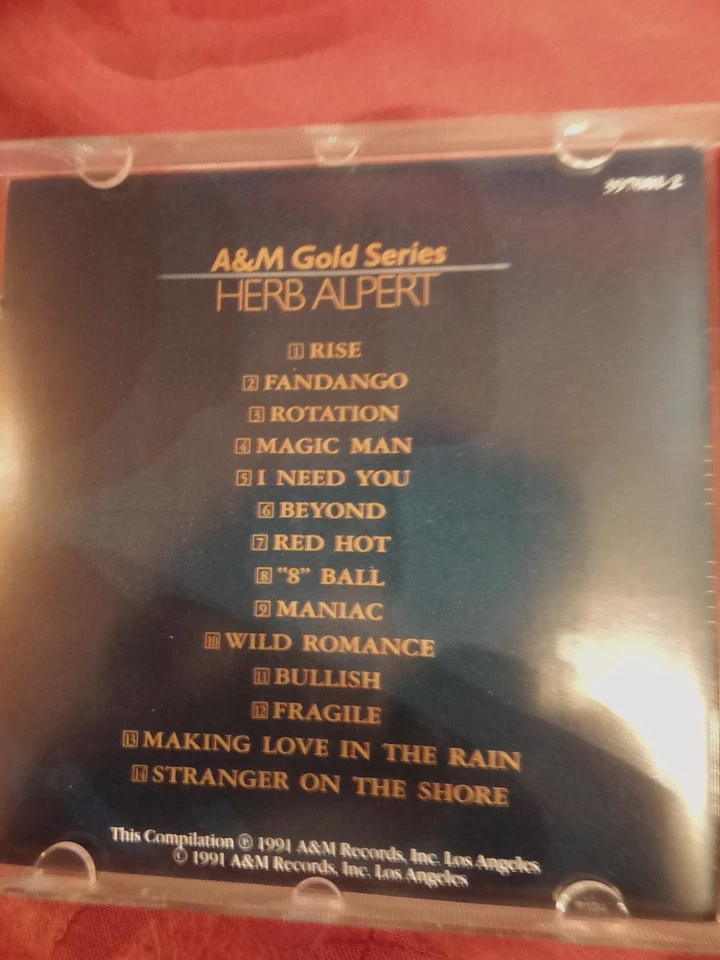 A&M Gold Series
HERB ALPERT
1 RISE
2 FANDANGO
3 ROTATION
4 MAGIC MAN
5 I NEED YOU
6 BEYOND
7 RED HOT
8 "8" BALL
9 MANIAC
10 WILD ROMANCE
11 BULLISH
12 FRAGILE
13 MAKING LOVE IN THE RAIN
14 STRANGER ON THE SHORE
This Compilation ℗ 1991 A&M Records, Inc. Los Angeles
© 1991 A&M Records, Inc. Los Angeles